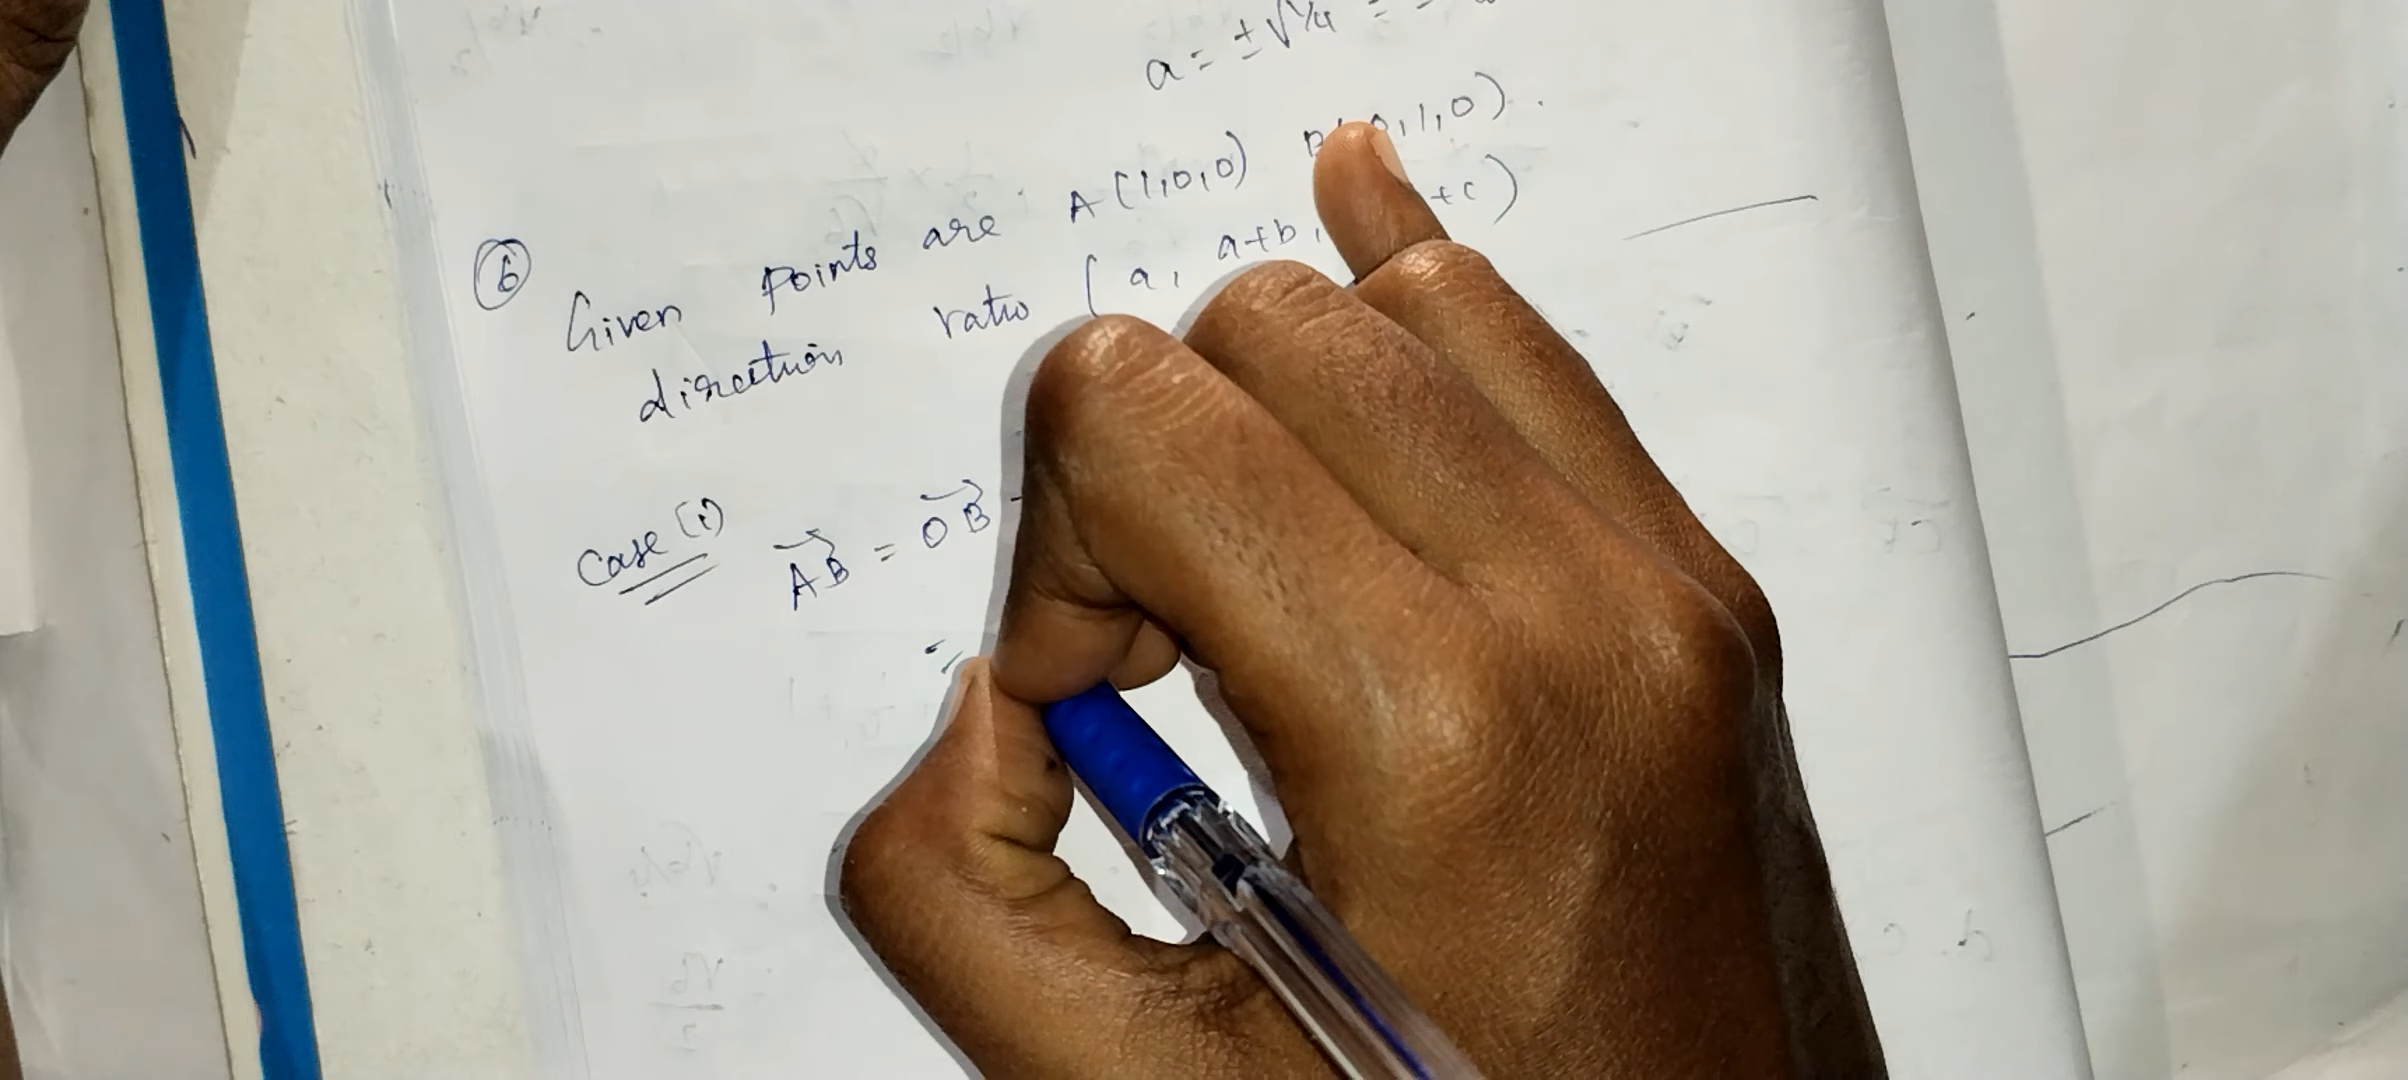 a = ±√1/4 =
⑥ Given points are A(1,0,0) B(0,1,0).
direction ratio (a, a+b, +c)
Case (i) AB = OB -
=